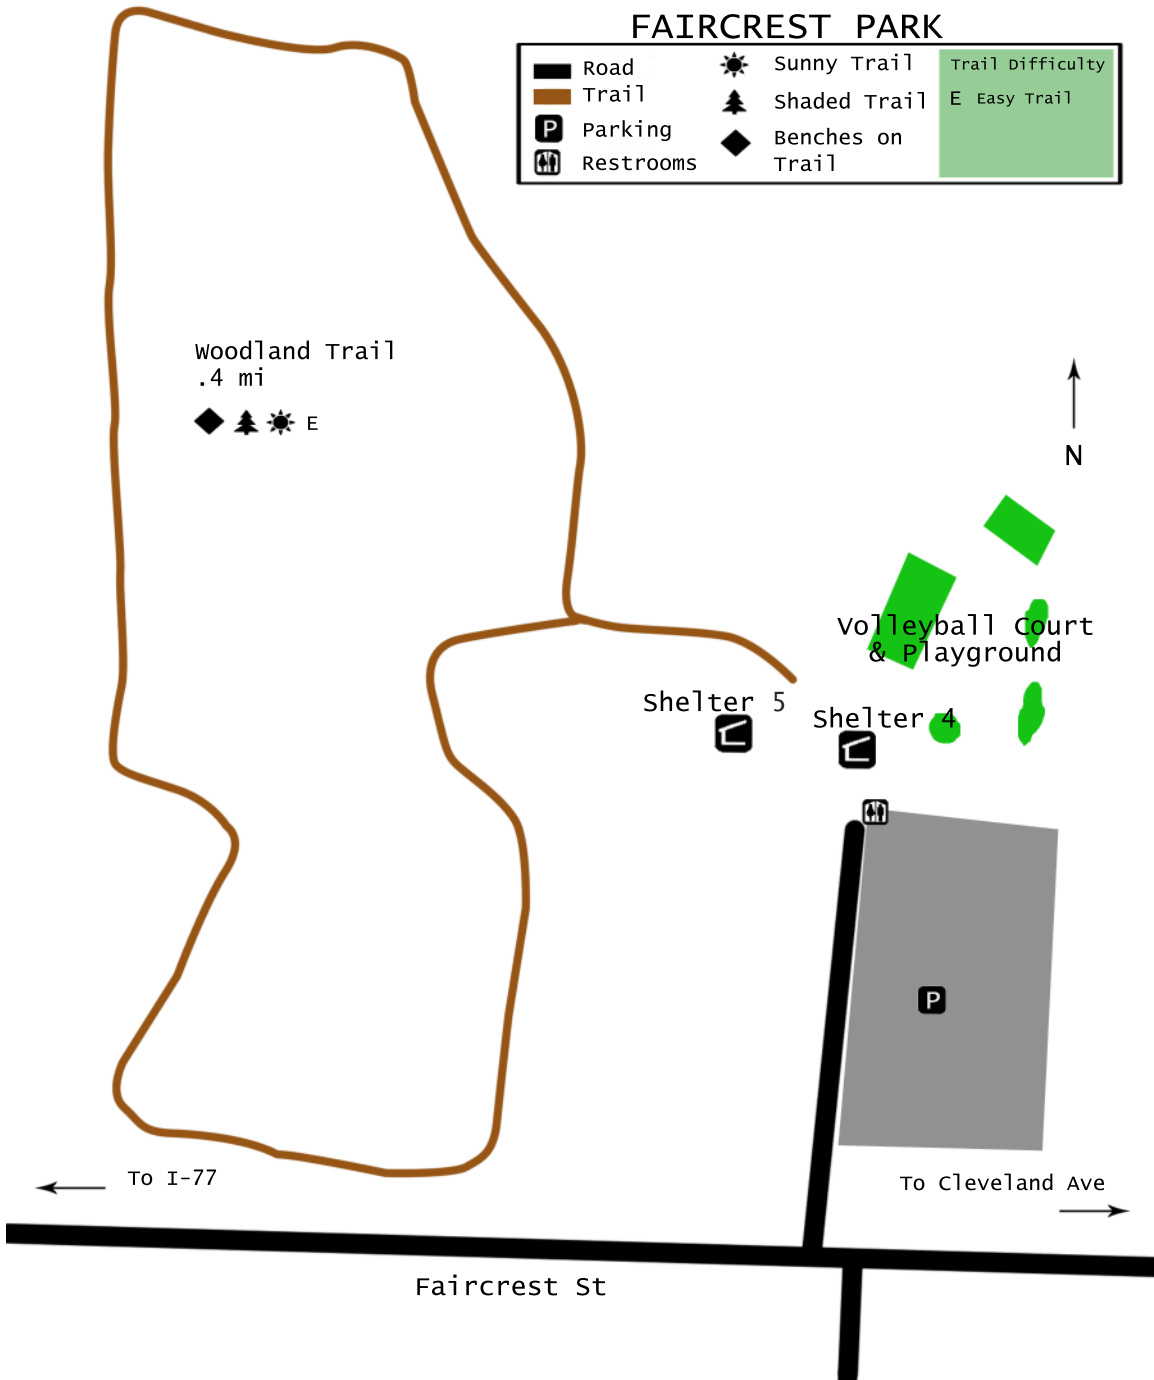 FAIRCREST PARK
Road
Trail
P Parking
Restrooms
Sunny Trail
Shaded Trail
Benches on
Trail
Trail Difficulty
E Easy Trail
Woodland Trail
.4 mi
E
N
Volleyball Court
& Playground
Shelter 5
Shelter 4
P
To I-77
To Cleveland Ave
Faircrest St